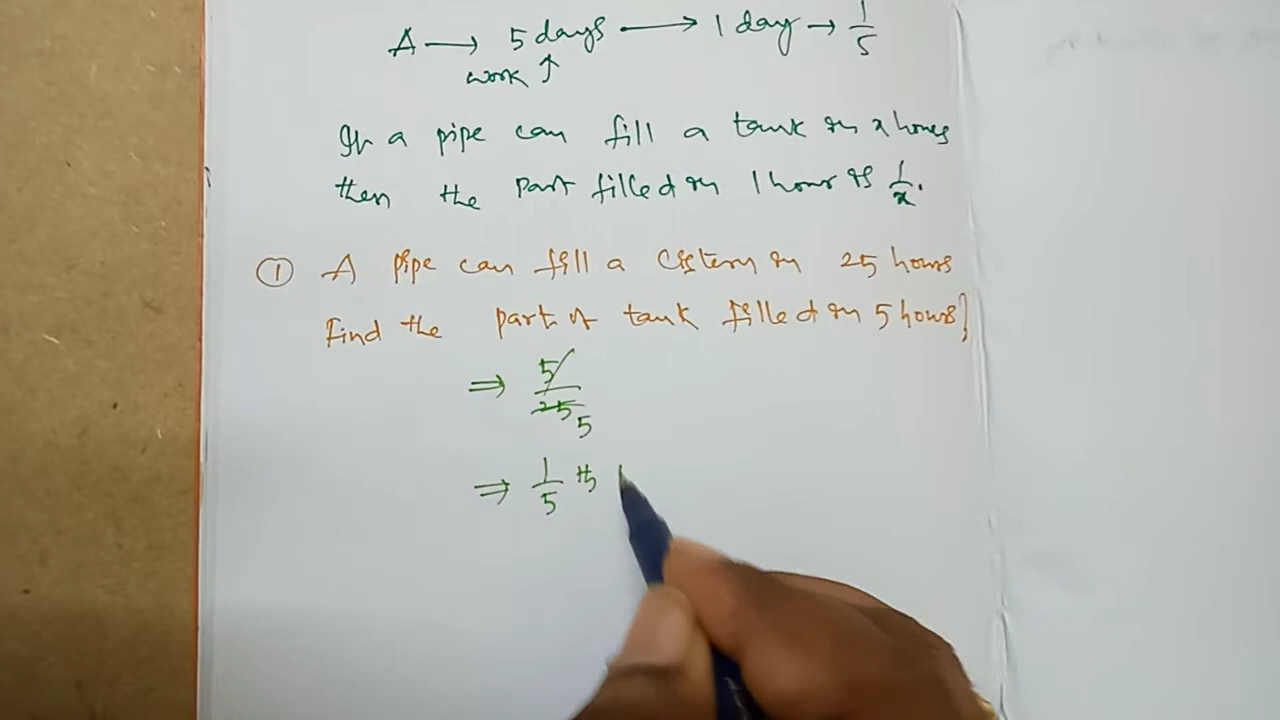 A → 5 days → 1 day → 1/5
work ↑
If a pipe can fill a tank in x hours
then the part filled in 1 hour is 1/x.
① A pipe can fill a cistern in 25 hours
Find the part of tank filled in 5 hours}
⇒ 5/25 5
⇒ 1/5 th